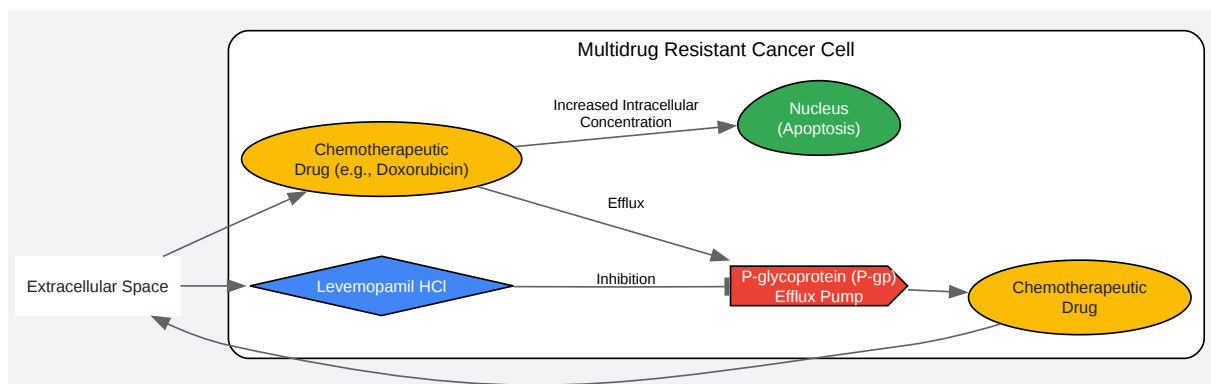 Multidrug Resistant Cancer Cell
Increased Intracellular
Concentration
Nucleus
(Apoptosis)
Chemotherapeutic
Drug (e.g., Doxorubicin)
Efflux
Extracellular Space
Levemopamil HCl
Inhibition
P-glycoprotein (P-gp)
Efflux Pump
Chemotherapeutic
Drug